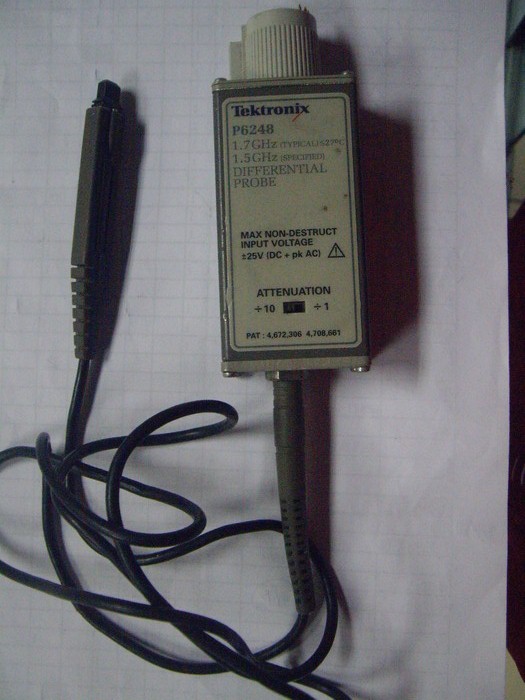 Tektronix
P6248
1.7GHz (TYPICAL) ≤27°C
1.5GHz (SPECIFIED)
DIFFERENTIAL
PROBE
MAX NON-DESTRUCT
INPUT VOLTAGE
±25V (DC + pk AC)
ATTENUATION
÷10 ÷1
PAT : 4,672,306 4,708,661